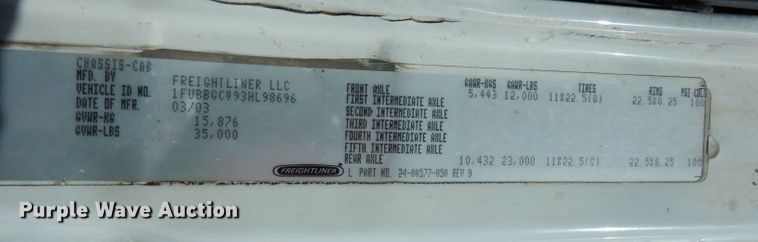 CHASSIS-CAB
MFD. BY FREIGHTLINER LLC
VEHICLE ID NO. 1FVBBGCV93HL98696
DATE OF MFR. 03/03
GVWR-KG 15,876
GVWR-LBS 35,000
GAWR-KGS GAWR-LBS TIRES RIMS PSI COLD
FRONT AXLE 5,443 12,000 11R22.5(G) 22.5X8.25 100
FIRST INTERMEDIATE AXLE
SECOND INTERMEDIATE AXLE
THIRD INTERMEDIATE AXLE
FOURTH INTERMEDIATE AXLE
FIFTH INTERMEDIATE AXLE
REAR AXLE 10,432 23,000 11R22.5(G) 22.5X8.25 100
FREIGHTLINER
L PART NO. 24-00577-050 REV D
Purple Wave Auction